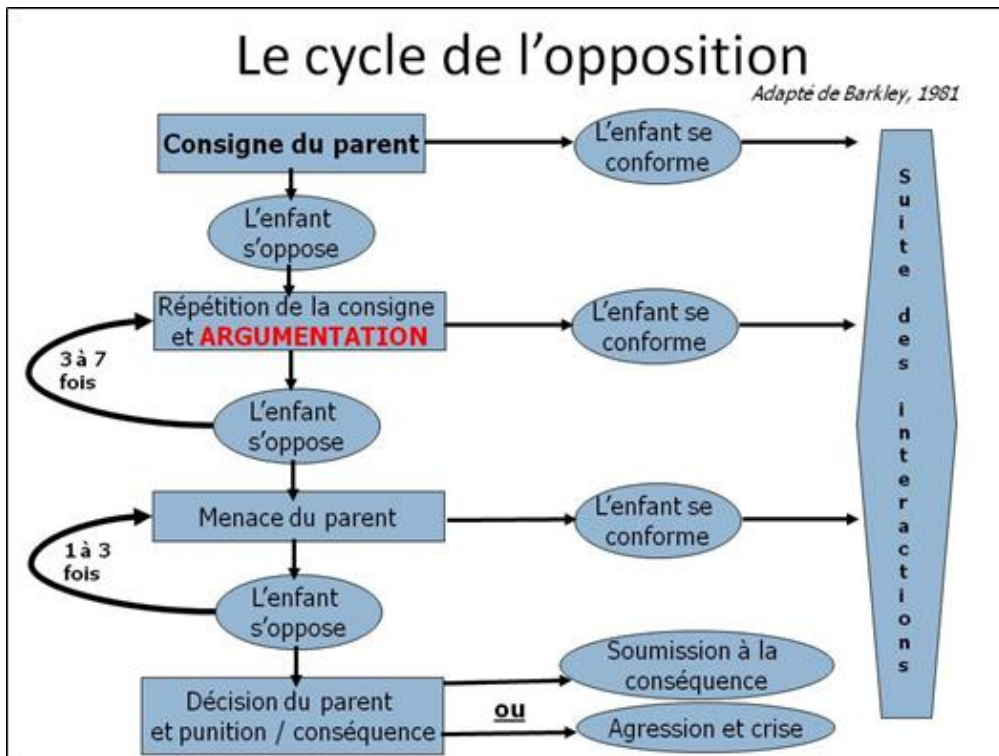 Le cycle de l'opposition
Adapté de Barkley, 1981
Consigne du parent
L'enfant se
conforme
L'enfant
s'oppose
Répétition de la consigne
et ARGUMENTATION
L'enfant se
conforme
3 à 7
fois
L'enfant
s'oppose
Menace du parent
L'enfant se
conforme
1 à 3
fois
L'enfant
s'oppose
Décision du parent
et punition / conséquence
Soumission à la
conséquence
ou
Agression et crise
Suite des interactions